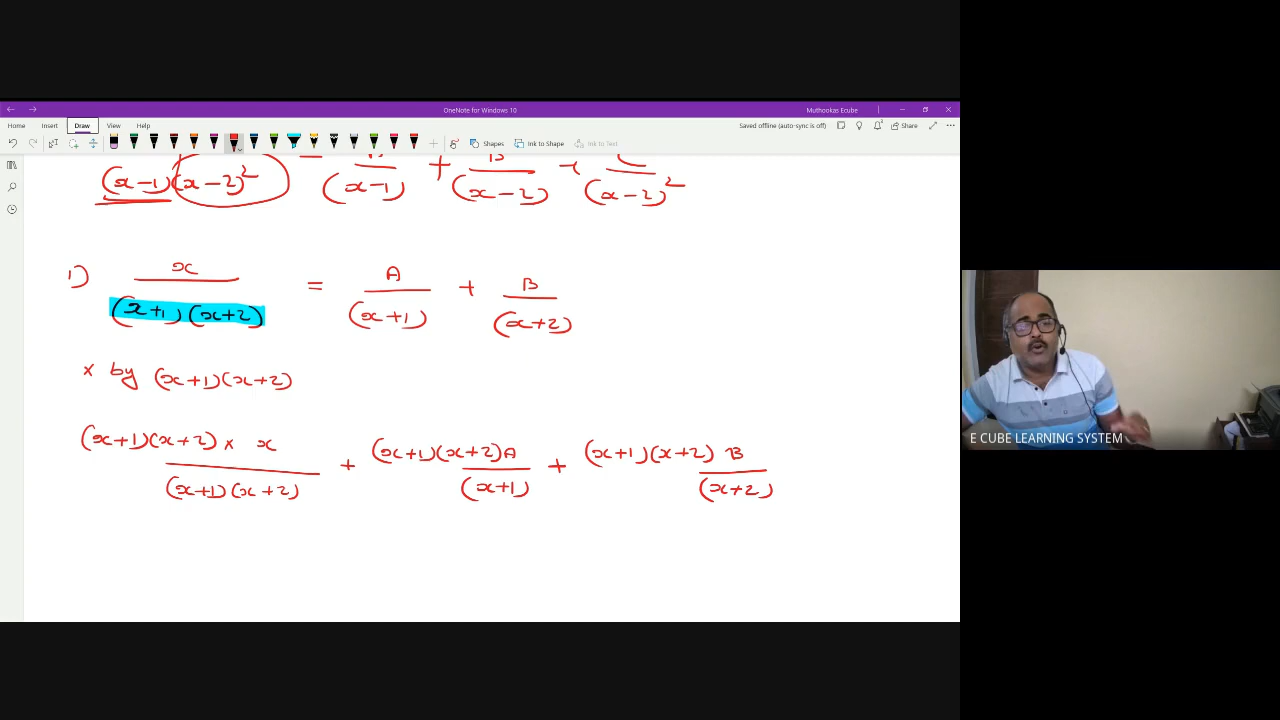 OneNote for Windows 10
Muthookas Ecube
Home Insert Draw View Help
Saved offline (auto-sync is off) Share
Shapes Ink to Shape Ink to Text
(x-1)(x-2)² = (x-1) + B/(x-2) + C/(x-2)²
1) x/((x+1)(x+2)) = A/(x+1) + B/(x+2)
× by (x+1)(x+2)
(x+1)(x+2) × x/((x+1)(x+2)) + (x+1)(x+2)A/(x+1) + (x+1)(x+2) B/(x+2)
E CUBE LEARNING SYSTEM